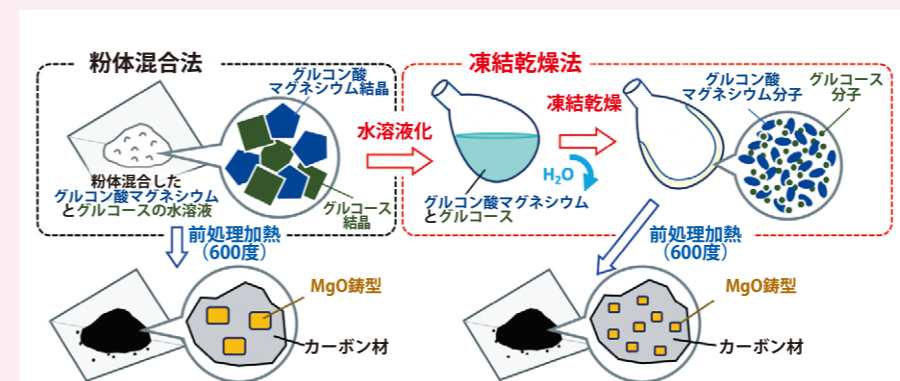 粉体混合法
グルコン酸
マグネシウム結晶
粉体混合した
グルコン酸マグネシウム
とグルコースの水溶液
グルコース
結晶
水溶液化
凍結乾燥法
凍結乾燥
H₂O
グルコン酸マグネシウム
とグルコース
グルコン酸
マグネシウム分子
グルコース
分子
前処理加熱
（600度）
MgO鋳型
カーボン材
前処理加熱
（600度）
MgO鋳型
カーボン材